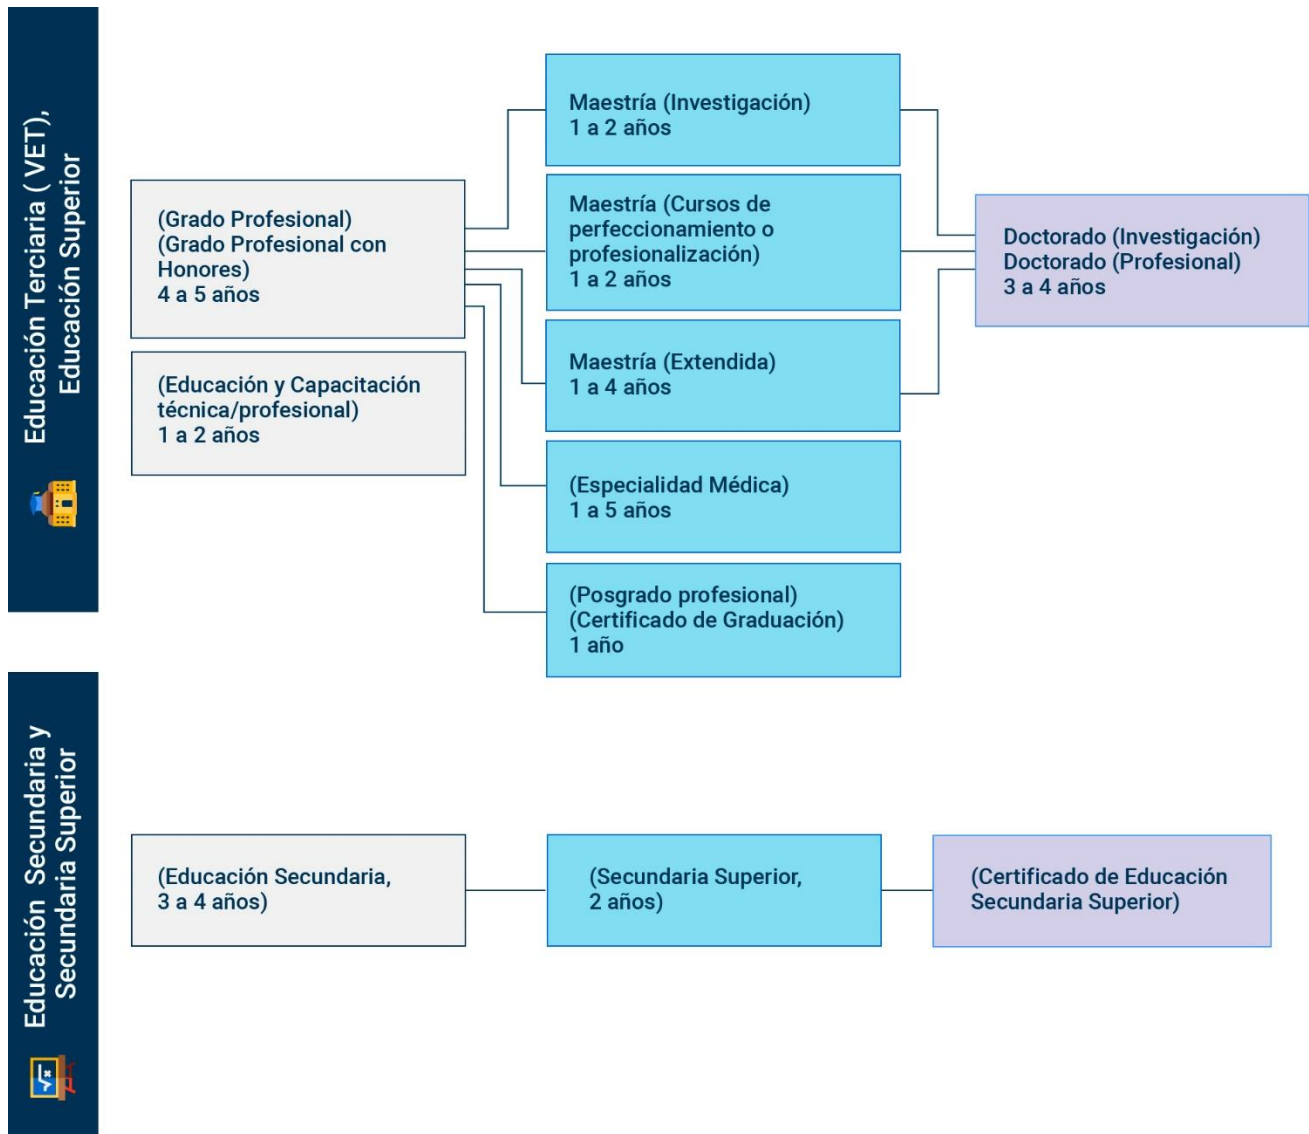 Educación Terciaria ( VET),
Educación Superior
(Grado Profesional)
(Grado Profesional con
Honores)
4 a 5 años
(Educación y Capacitación
técnica/profesional)
1 a 2 años
Maestría (Investigación)
1 a 2 años
Maestría (Cursos de
perfeccionamiento o
profesionalización)
1 a 2 años
Maestría (Extendida)
1 a 4 años
(Especialidad Médica)
1 a 5 años
(Posgrado profesional)
(Certificado de Graduación)
1 año
Doctorado (Investigación)
Doctorado (Profesional)
3 a 4 años
Educación Secundaria y
Secundaria Superior
(Educación Secundaria,
3 a 4 años)
(Secundaria Superior,
2 años)
(Certificado de Educación
Secundaria Superior)